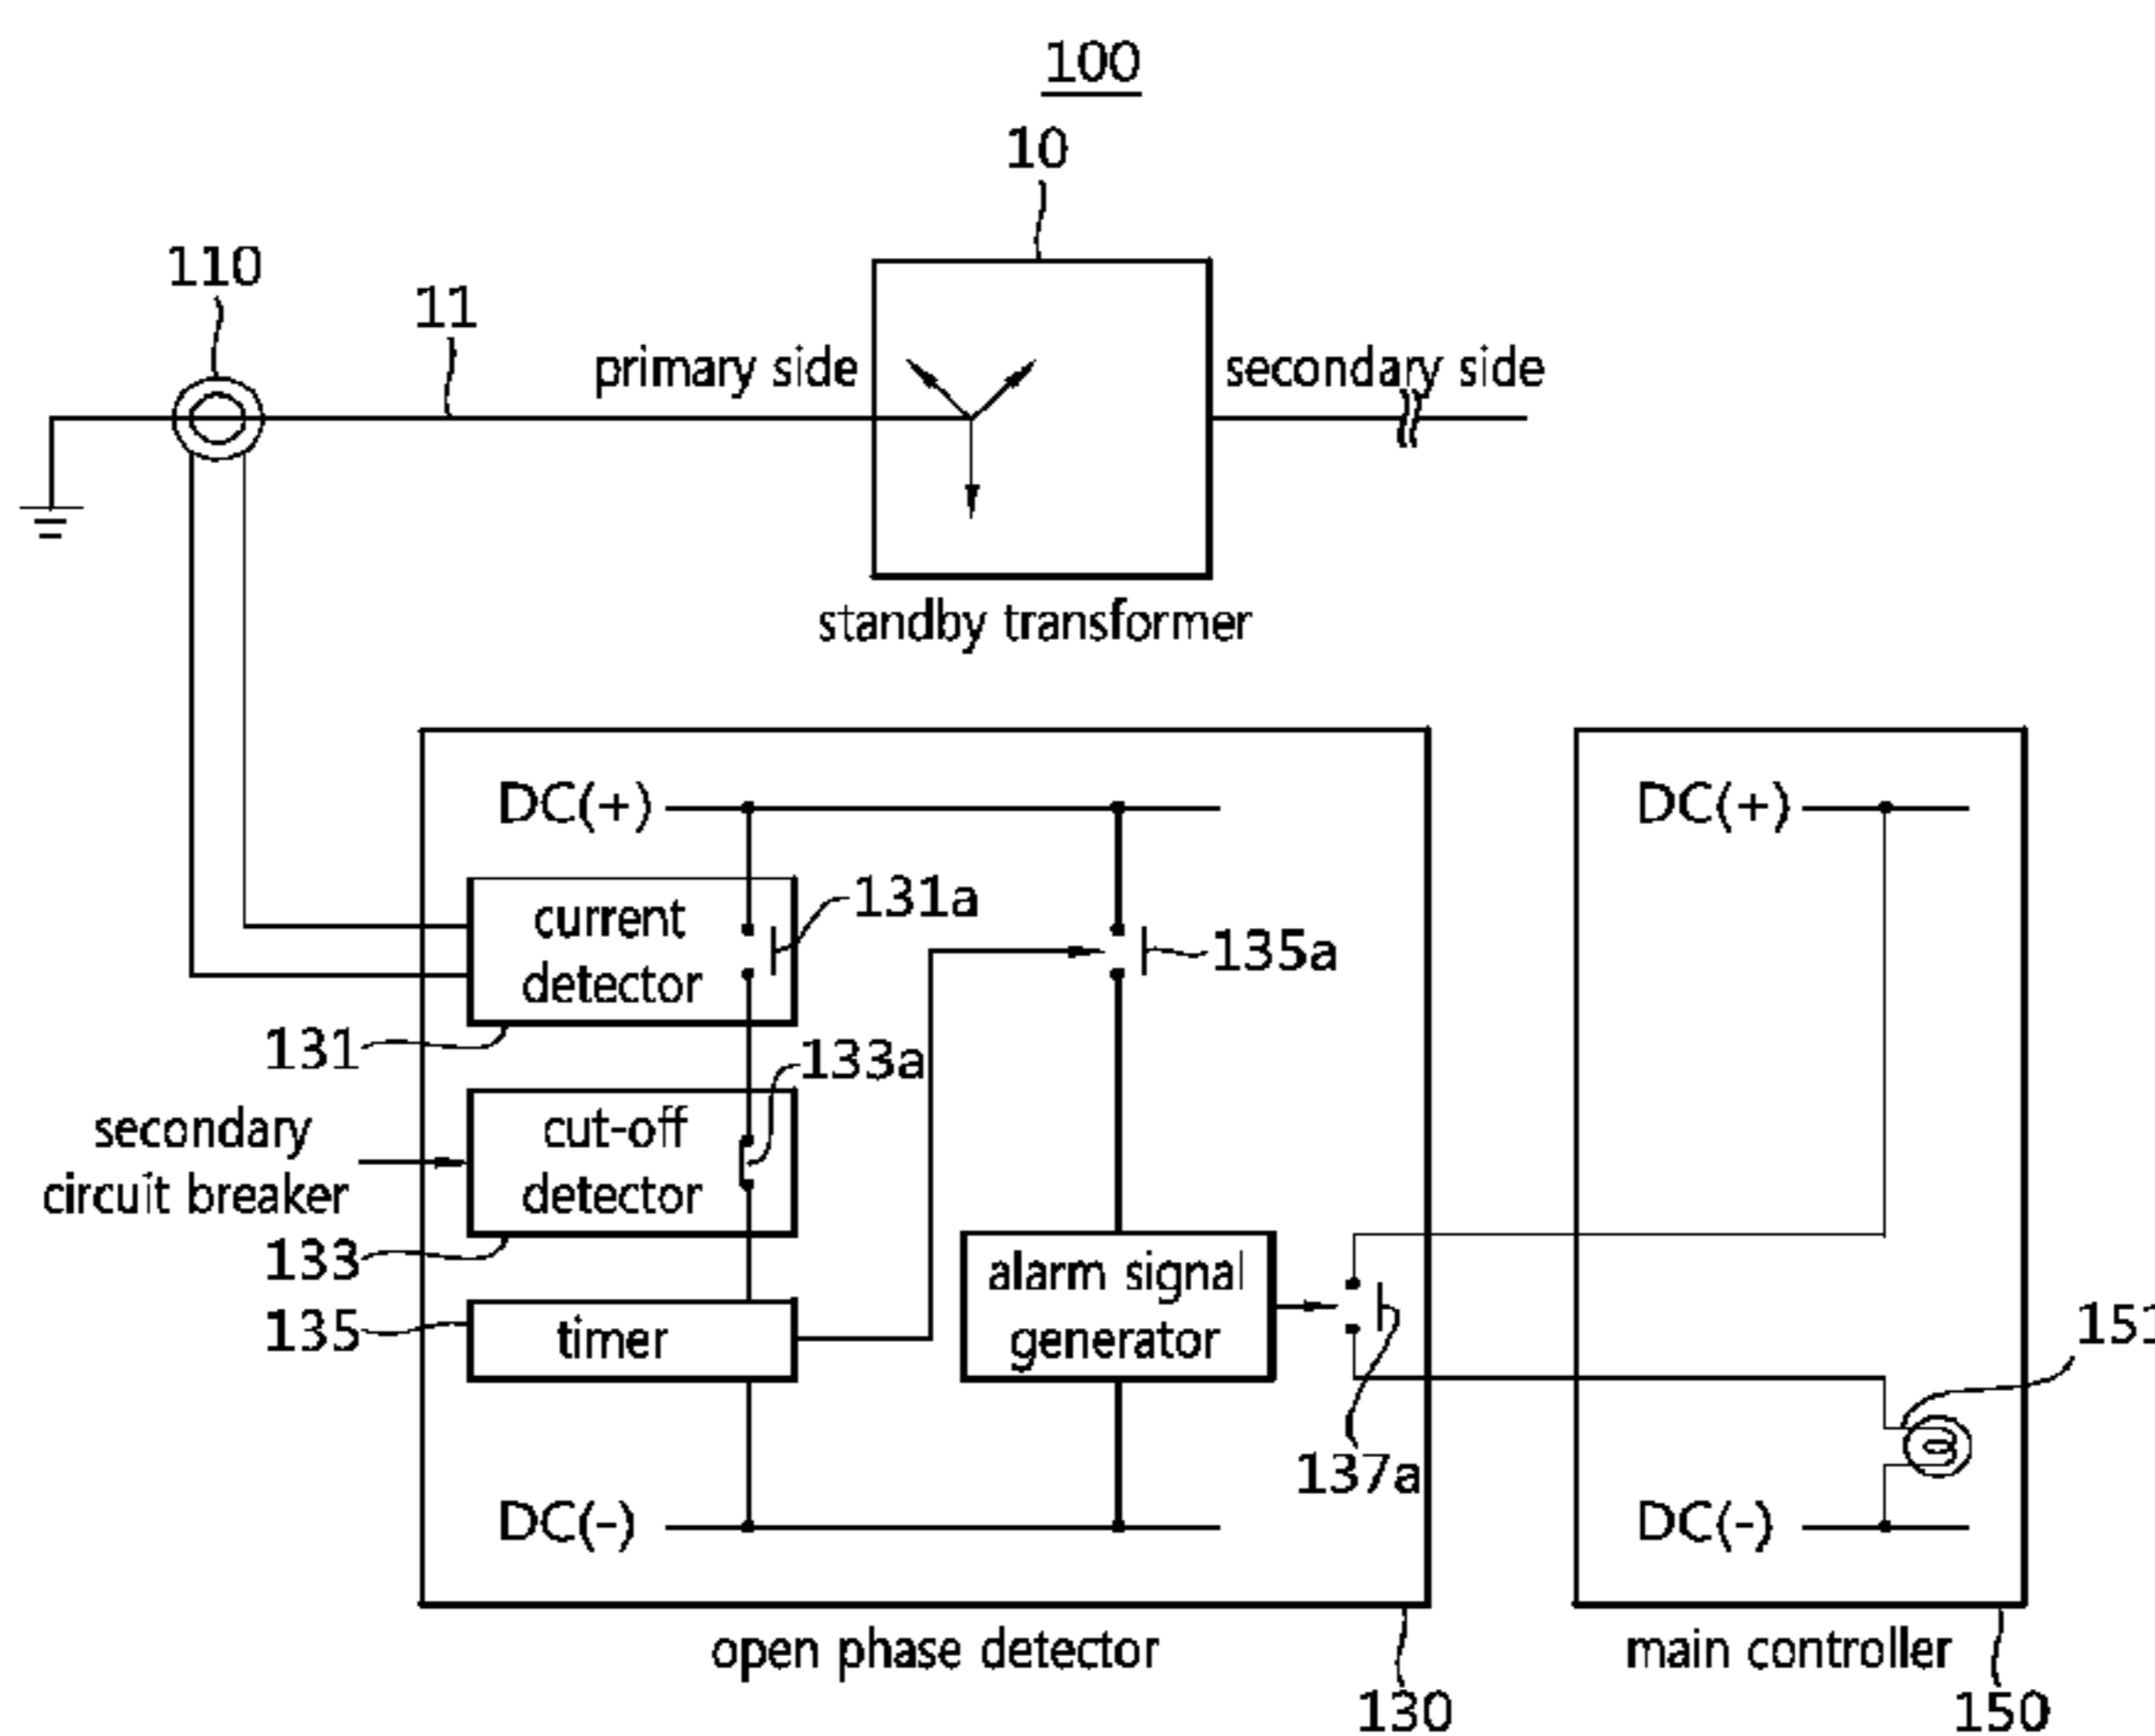 100
10
110
11
primary side
secondary side
standby transformer
DC(+)
DC(+)
current
detector
131a
135a
131
133a
secondary
circuit breaker
cut-off
detector
133
alarm signal
generator
135
timer
151
137a
DC(-)
DC(-)
open phase detector
main controller
130
150